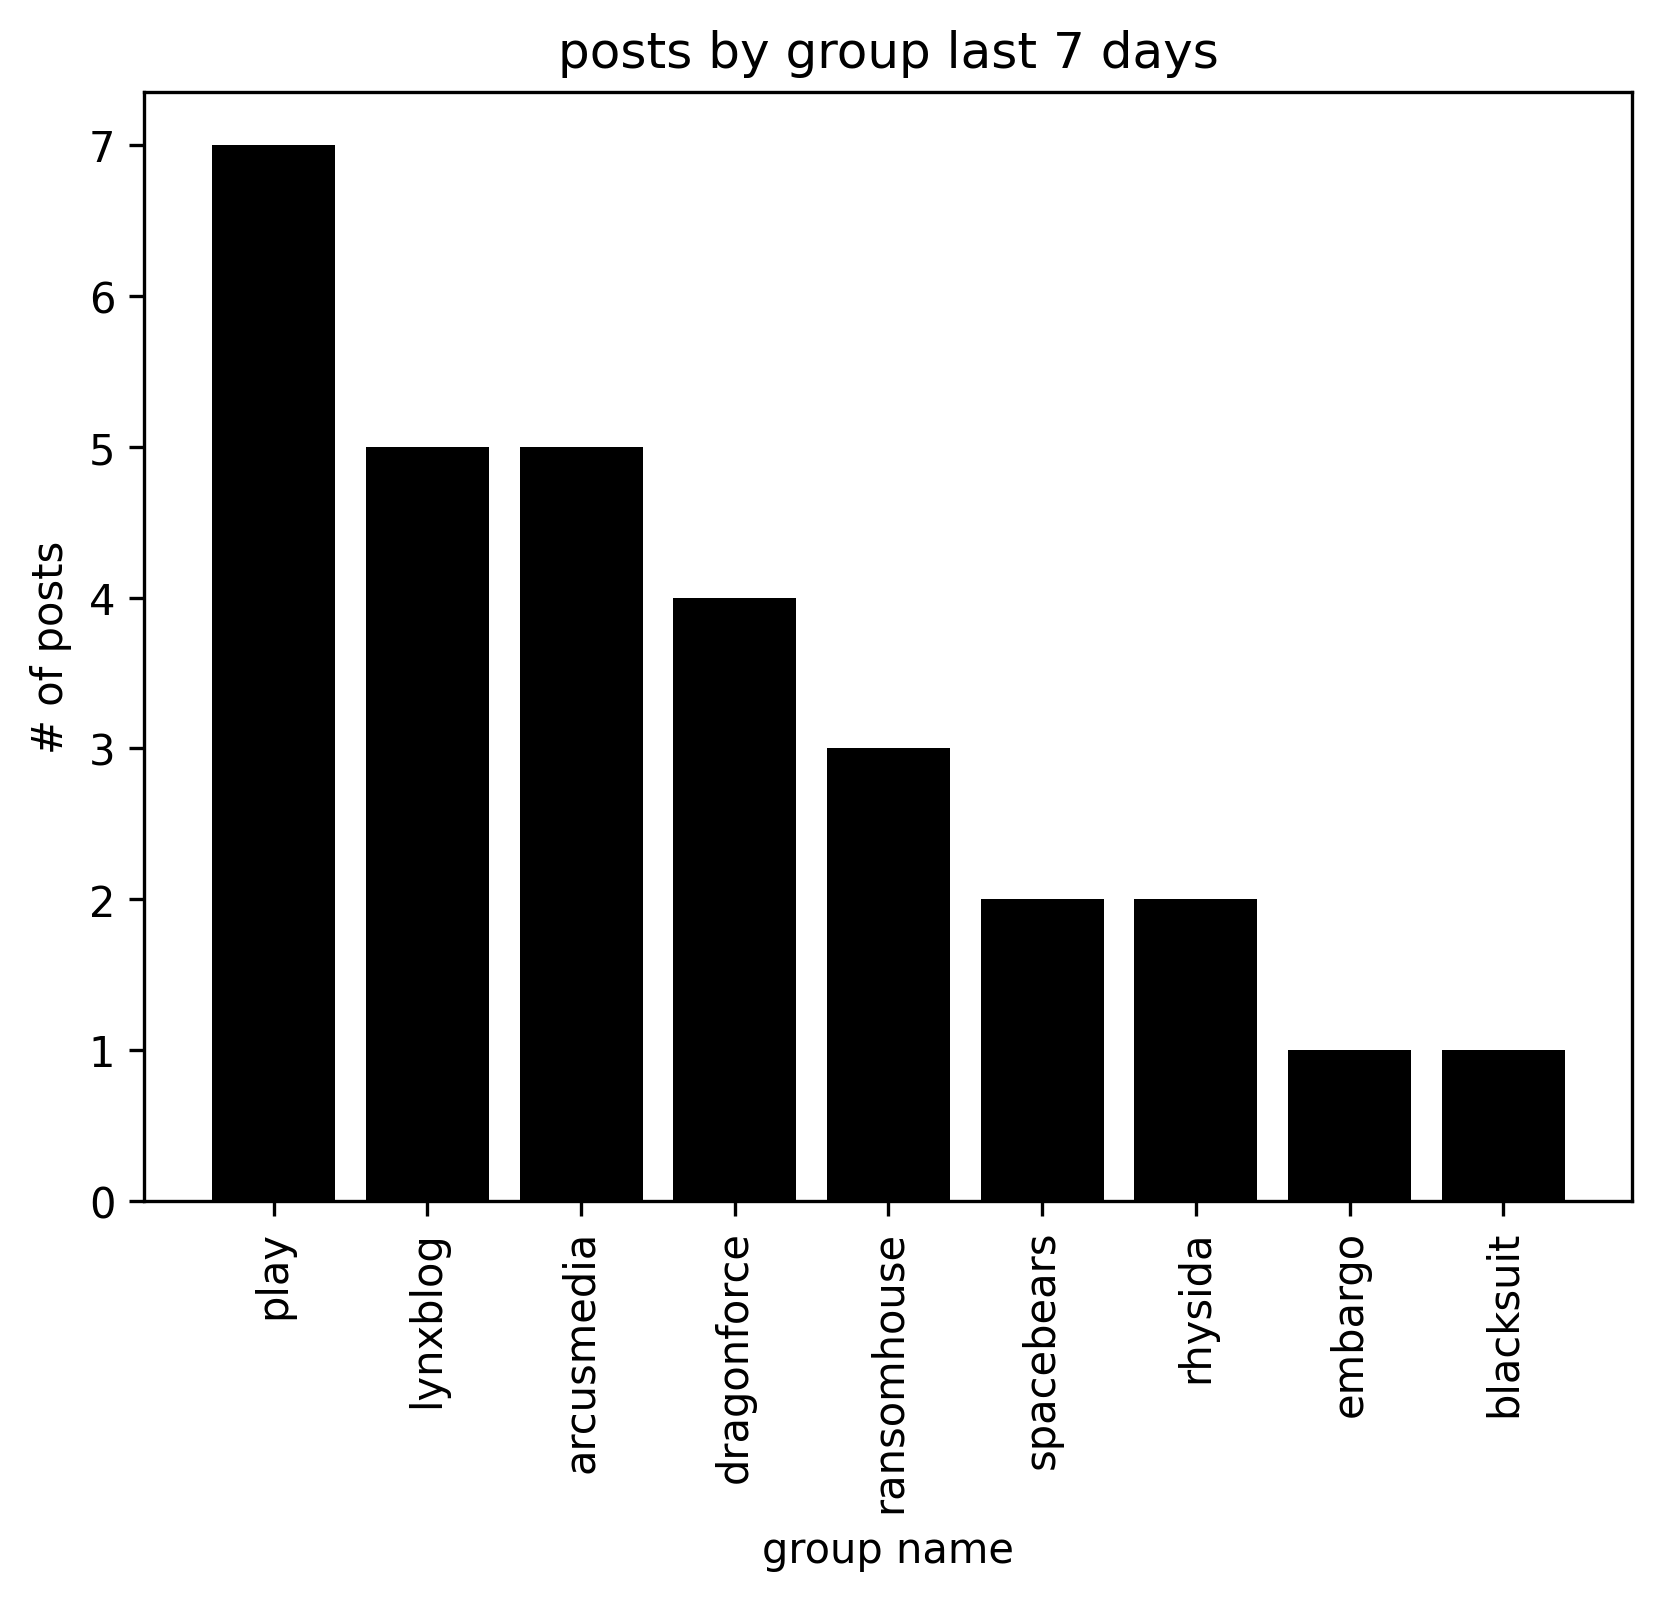 posts by group last 7 days
7
6
5
4
3
2
1
0
# of posts
play
lynxblog
arcusmedia
dragonforce
ransomhouse
spacebears
rhysida
embargo
blacksuit
group name